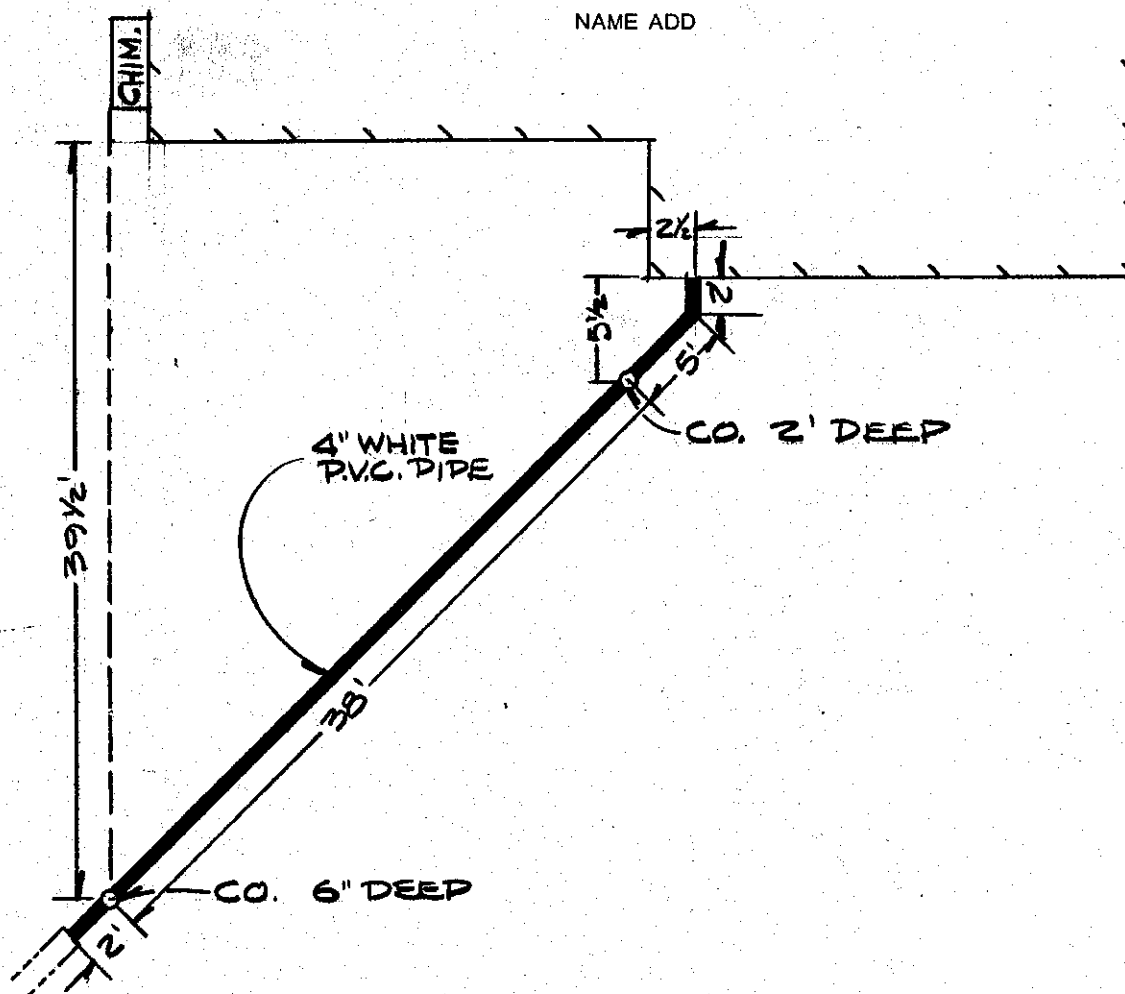 NAME ADD
CHIM.
2½
2
5½
5'
CO. 2' DEEP
4" WHITE
P.V.C. PIPE
39½'
38'
CO. 6" DEEP
2'